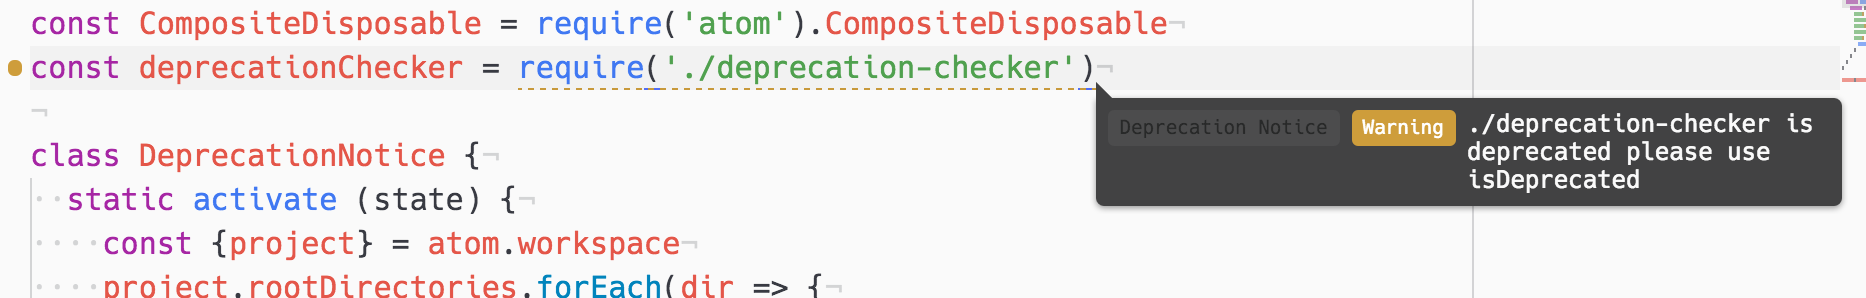 const CompositeDisposable = require('atom').CompositeDisposable¬
const deprecationChecker = require('./deprecation-checker')¬
¬
Deprecation Notice Warning ./deprecation-checker is
deprecated please use
isDeprecated
class DeprecationNotice {¬
··static activate (state) {¬
····const {project} = atom.workspace¬
····project.rootDirectories.forEach(dir => {¬